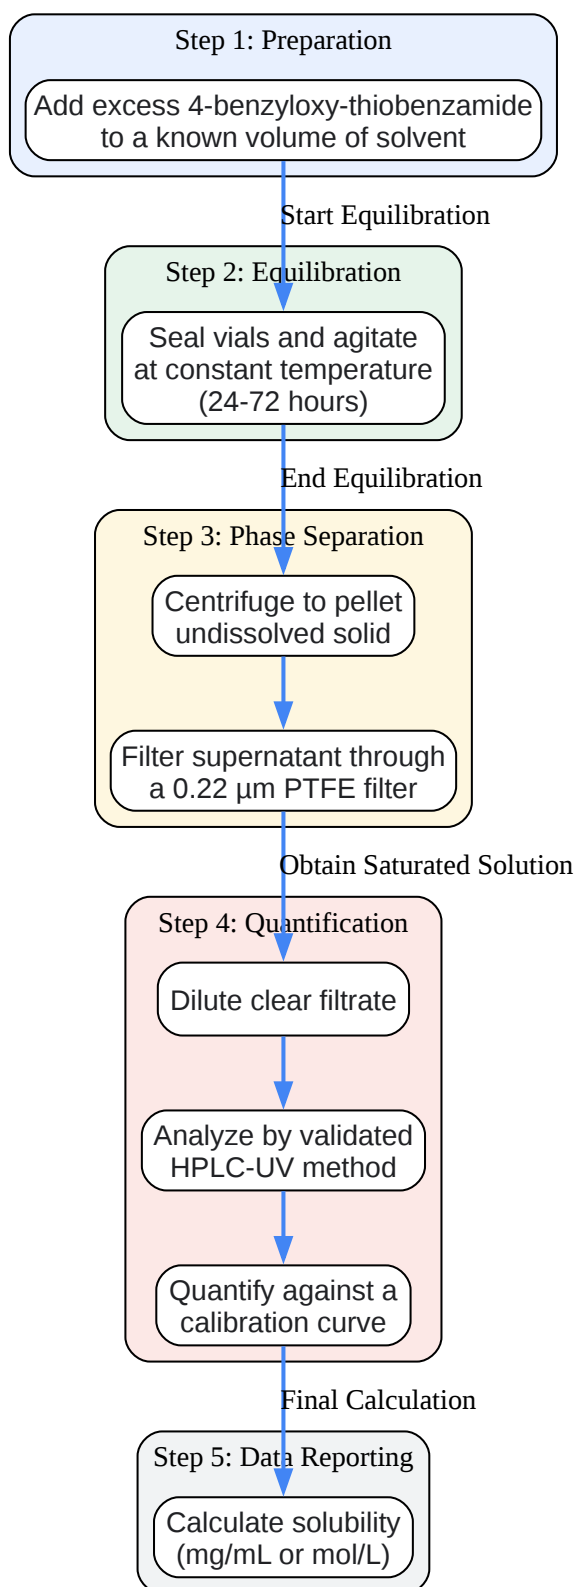 Step 1: Preparation
Add excess 4-benzyloxy-thiobenzamide
to a known volume of solvent
Start Equilibration
Step 2: Equilibration
Seal vials and agitate
at constant temperature
(24-72 hours)
End Equilibration
Step 3: Phase Separation
Centrifuge to pellet
undissolved solid
Filter supernatant through
a 0.22 µm PTFE filter
Obtain Saturated Solution
Step 4: Quantification
Dilute clear filtrate
Analyze by validated
HPLC-UV method
Quantify against a
calibration curve
Final Calculation
Step 5: Data Reporting
Calculate solubility
(mg/mL or mol/L)